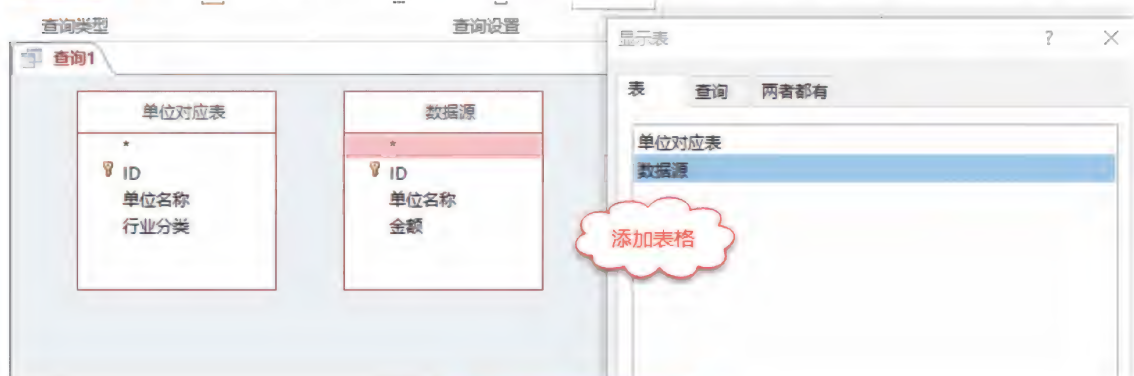 查询类型
查询设置
查询1
单位对应表
*
ID
单位名称
行业分类
数据源
*
ID
单位名称
金额
显示表
? ×
表 查询 两者都有
单位对应表
数据源
添加表格